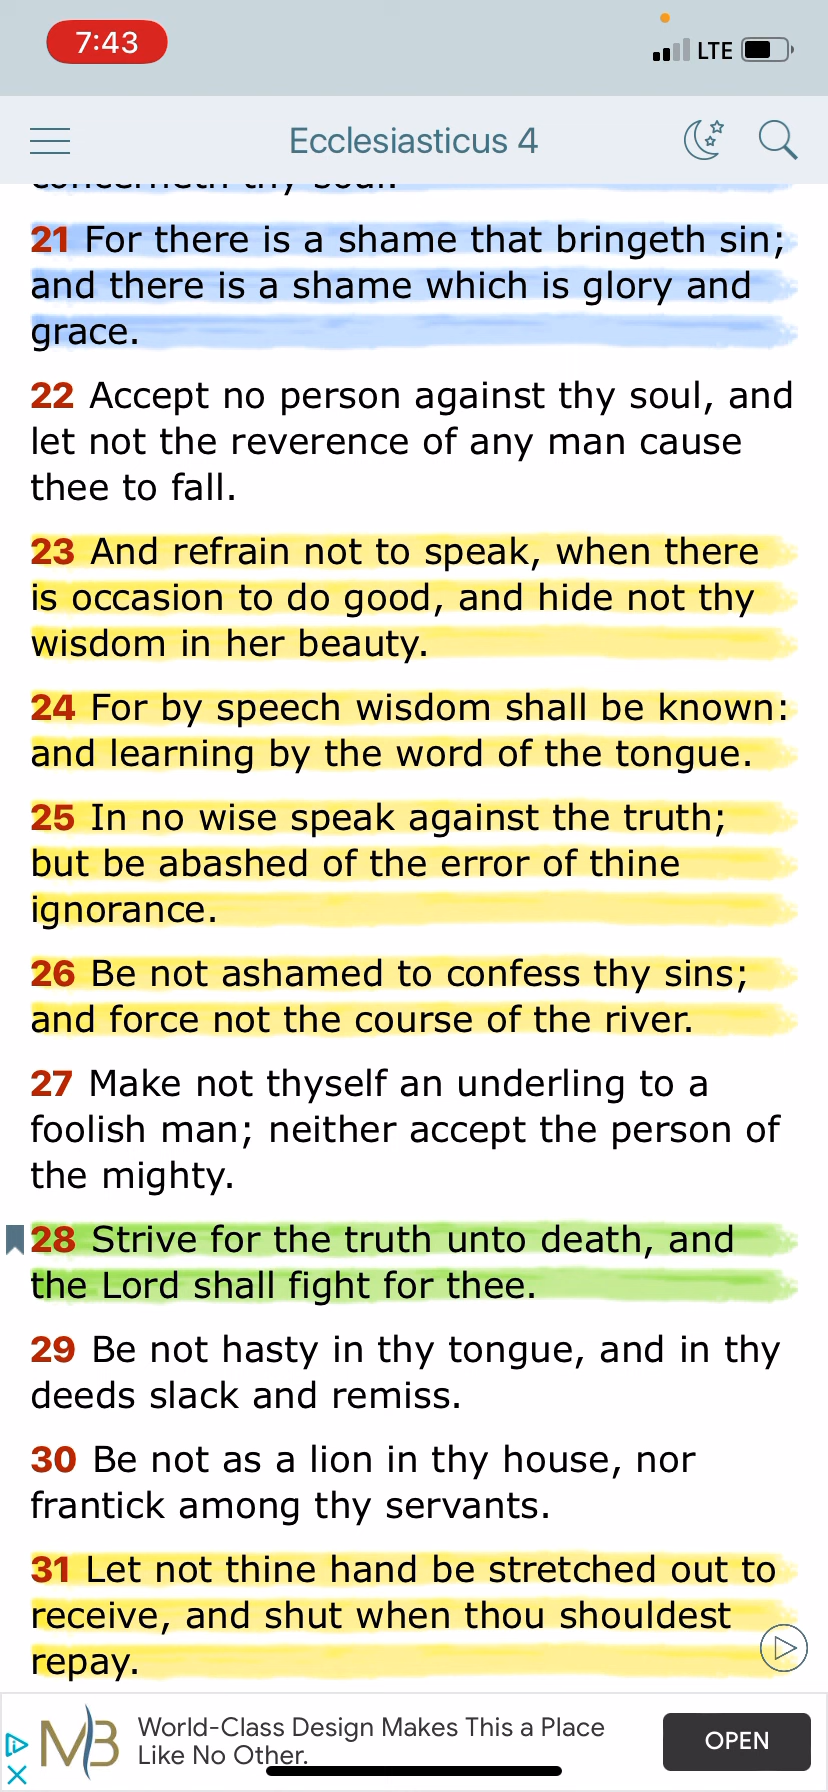 7:43
LTE
Ecclesiasticus 4
concerneth thy soul.
21 For there is a shame that bringeth sin;
and there is a shame which is glory and
grace.
22 Accept no person against thy soul, and
let not the reverence of any man cause
thee to fall.
23 And refrain not to speak, when there
is occasion to do good, and hide not thy
wisdom in her beauty.
24 For by speech wisdom shall be known:
and learning by the word of the tongue.
25 In no wise speak against the truth;
but be abashed of the error of thine
ignorance.
26 Be not ashamed to confess thy sins;
and force not the course of the river.
27 Make not thyself an underling to a
foolish man; neither accept the person of
the mighty.
28 Strive for the truth unto death, and
the Lord shall fight for thee.
29 Be not hasty in thy tongue, and in thy
deeds slack and remiss.
30 Be not as a lion in thy house, nor
frantick among thy servants.
31 Let not thine hand be stretched out to
receive, and shut when thou shouldest
repay.
MB
World-Class Design Makes This a Place
Like No Other.
OPEN